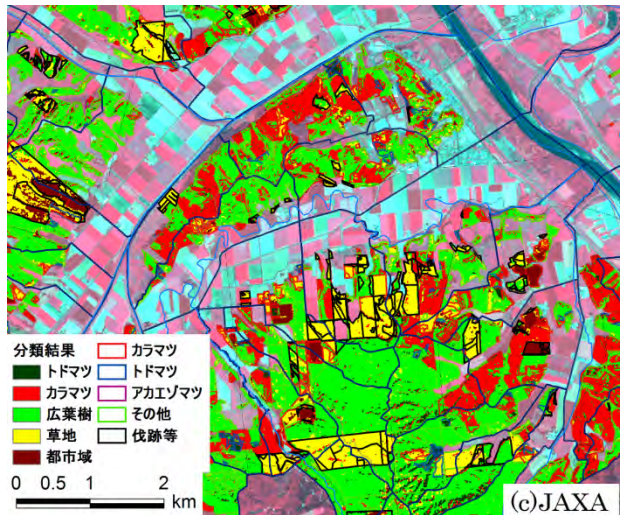 分類結果
トドマツ
カラマツ
広葉樹
草地
都市域
カラマツ
トドマツ
アカエゾマツ
その他
伐跡等
0 0.5 1 2
km
(c)JAXA